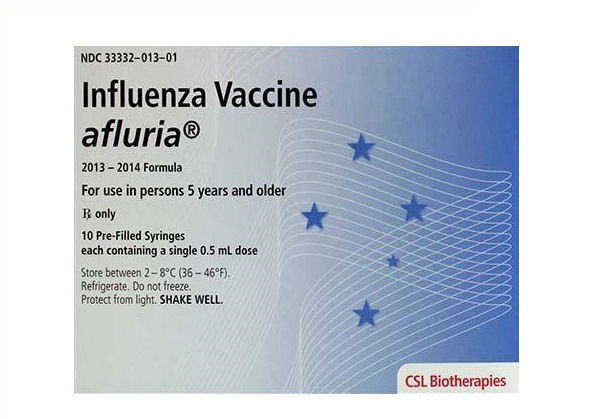 NDC 33332-013-01
Influenza Vaccine
afluria®
2013 – 2014 Formula
For use in persons 5 years and older
℞ only
10 Pre-Filled Syringes
each containing a single 0.5 mL dose
Store between 2 – 8°C (36 – 46°F).
Refrigerate. Do not freeze.
Protect from light. SHAKE WELL.
CSL Biotherapies